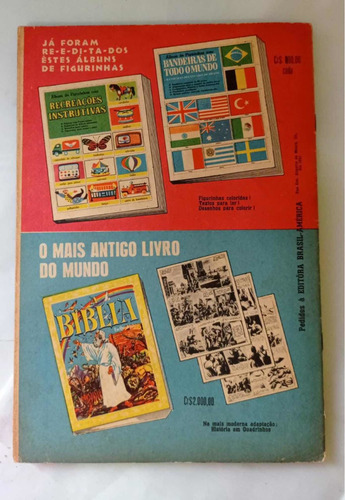 JÁ FORAM
RE-E-DI-TA-DOS
ÊSTES ÁLBUNS
DE FIGURINHAS
RECREAÇÕES
INSTRUTIVAS
BANDEIRAS DE
TODO O MUNDO
Figurinhas coloridas!
Textos para ler!
Desenhos para colorir!
O MAIS ANTIGO LIVRO
DO MUNDO
A
BÍBLIA
Cr$2.000,00
Na mais moderna adaptação:
História em Quadrinhos
Pedidos à EDITÔRA BRASIL-AMÉRICA